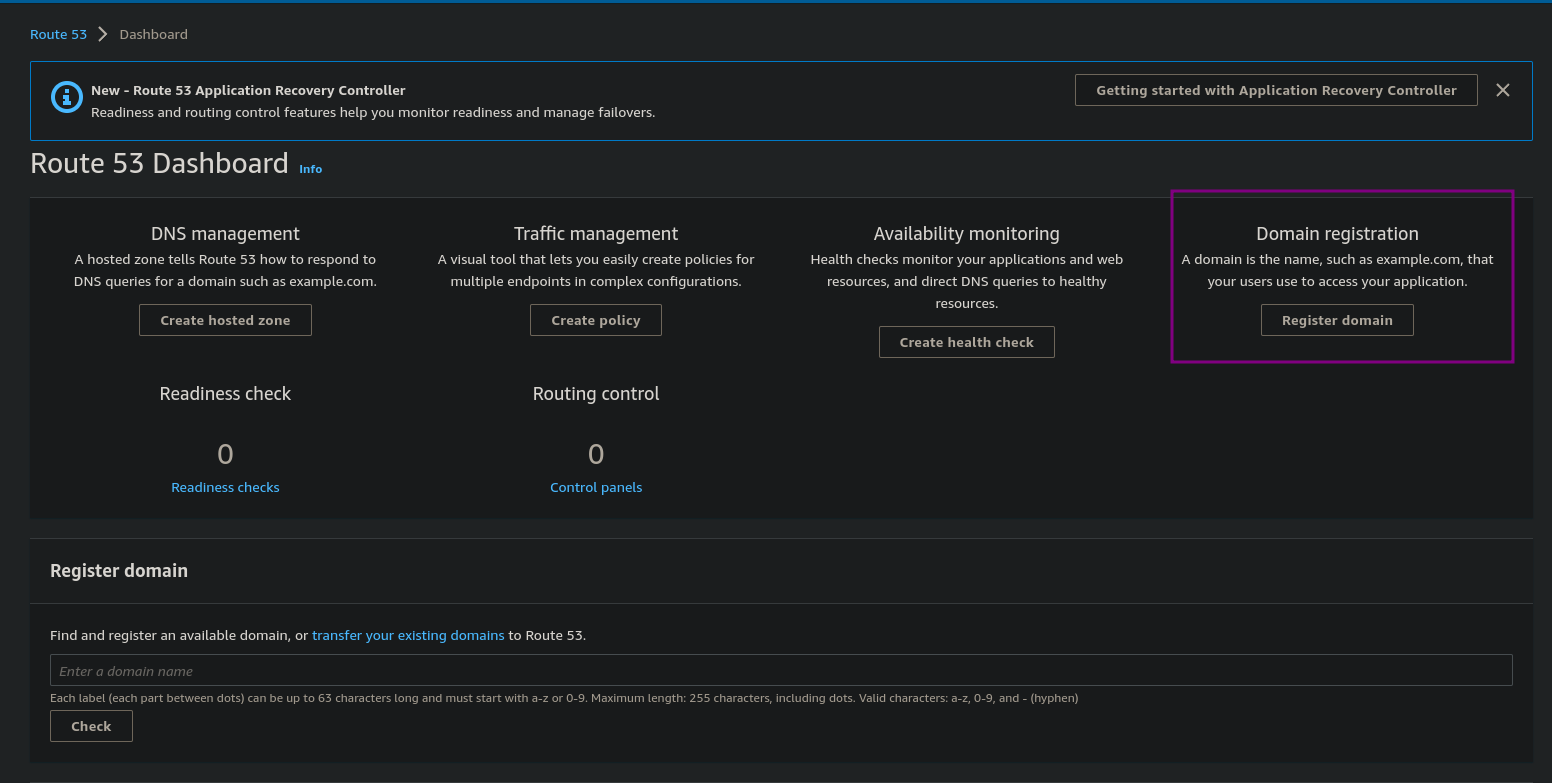 Route 53 > Dashboard
New - Route 53 Application Recovery Controller
Readiness and routing control features help you monitor readiness and manage failovers.
Getting started with Application Recovery Controller
Route 53 Dashboard Info
DNS management
A hosted zone tells Route 53 how to respond to
DNS queries for a domain such as example.com.
Create hosted zone
Traffic management
A visual tool that lets you easily create policies for
multiple endpoints in complex configurations.
Create policy
Availability monitoring
Health checks monitor your applications and web
resources, and direct DNS queries to healthy
resources.
Create health check
Domain registration
A domain is the name, such as example.com, that
your users use to access your application.
Register domain
Readiness check
0
Readiness checks
Routing control
0
Control panels
Register domain
Find and register an available domain, or transfer your existing domains to Route 53.
Enter a domain name
Each label (each part between dots) can be up to 63 characters long and must start with a-z or 0-9. Maximum length: 255 characters, including dots. Valid characters: a-z, 0-9, and - (hyphen)
Check